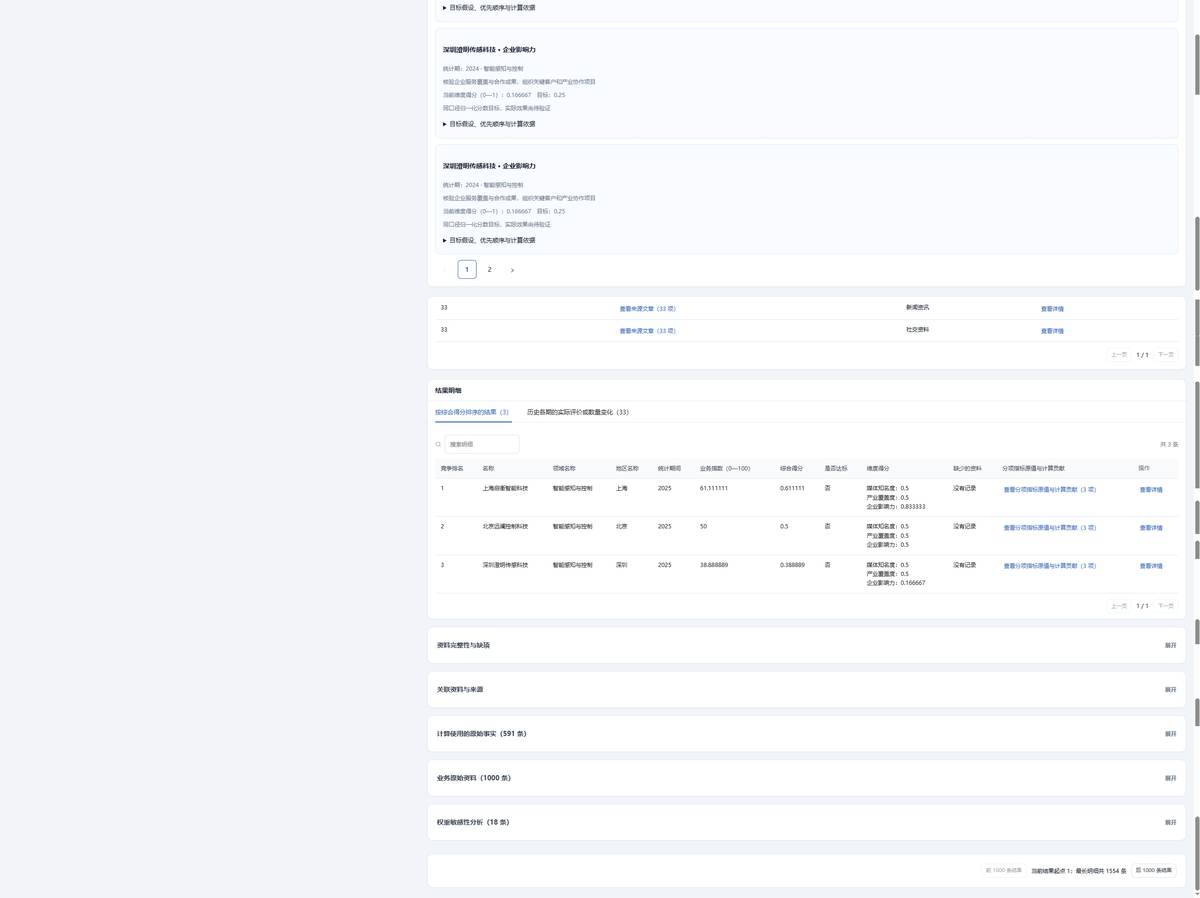 ▶ 目标假设、优先顺序与计算依据
深圳澄明传感科技 • 企业影响力
统计期：2024 · 智能感知与控制
核验企业服务覆盖与合作成果，组织关键客户和产业协作项目
当前维度得分（0—1）：0.166667 目标：0.25
同口径归一化分数目标，实际效果尚待验证
▶ 目标假设、优先顺序与计算依据
深圳澄明传感科技 • 企业影响力
统计期：2024 · 智能感知与控制
核验企业服务覆盖与合作成果，组织关键客户和产业协作项目
当前维度得分（0—1）：0.166667 目标：0.25
同口径归一化分数目标，实际效果尚待验证
▶ 目标假设、优先顺序与计算依据
1 2 >
33 查看来源文章（33 项） 新闻资讯 查看详情
33 查看来源文章（33 项） 社交资料 查看详情
上一页 1 / 1 下一页
结果明细
按综合得分排序的结果（3） 历史各期的实际评价或数量变化（33）
搜索明细 共 3 条
竞争排名 名称 领域名称 地区名称 统计期间 业务指数（0—100） 综合得分 是否达标 维度得分 缺少的资料 分项指标原值与计算贡献 操作
1 上海启衡智能科技 智能感知与控制 上海 2025 61.111111 0.611111 否 媒体知名度：0.5 没有记录 查看分项指标原值与计算贡献（3 项） 查看详情
产业覆盖度：0.5
企业影响力：0.833333
2 北京远澜控制科技 智能感知与控制 北京 2025 50 0.5 否 媒体知名度：0.5 没有记录 查看分项指标原值与计算贡献（3 项） 查看详情
产业覆盖度：0.5
企业影响力：0.5
3 深圳澄明传感科技 智能感知与控制 深圳 2025 38.888889 0.388889 否 媒体知名度：0.5 没有记录 查看分项指标原值与计算贡献（3 项） 查看详情
产业覆盖度：0.5
企业影响力：0.166667
上一页 1 / 1 下一页
资料完整性与缺项 展开
关联资料与来源 展开
计算使用的原始事实（591 条） 展开
业务原始资料（1000 条） 展开
权重敏感性分析（18 条） 展开
前 1000 条结果 当前结果起点 1；最长明细共 1554 条 后 1000 条结果